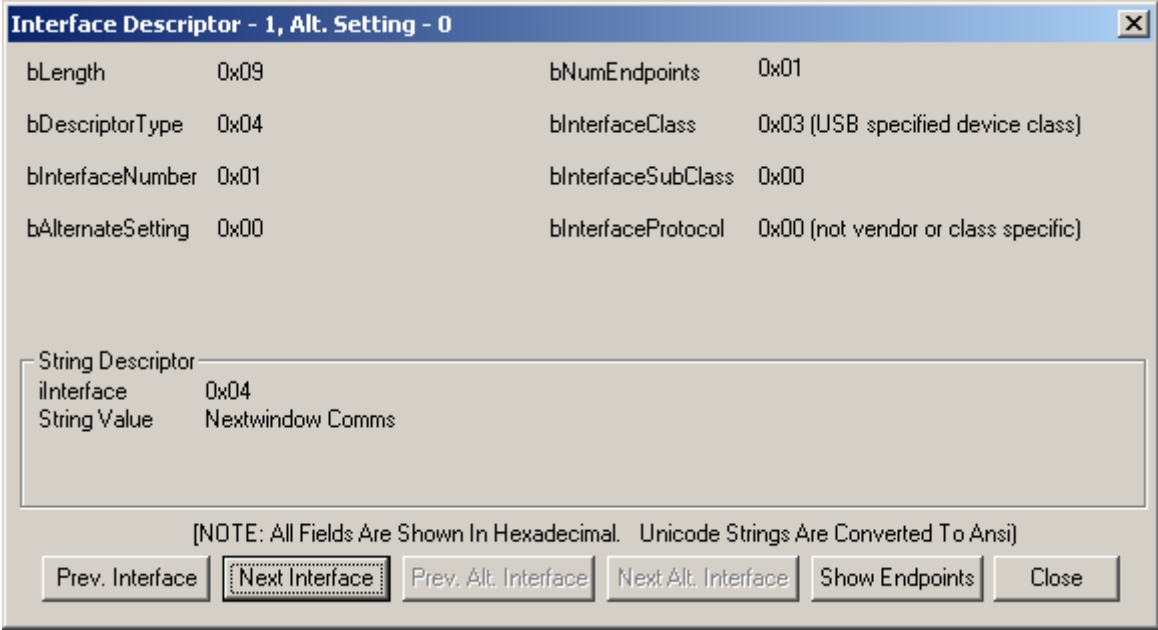 Interface Descriptor - 1, Alt. Setting - 0
bLength 0x09 bNumEndpoints 0x01
bDescriptorType 0x04 bInterfaceClass 0x03 (USB specified device class)
bInterfaceNumber 0x01 bInterfaceSubClass 0x00
bAlternateSetting 0x00 bInterfaceProtocol 0x00 (not vendor or class specific)
String Descriptor
iInterface 0x04
String Value Nextwindow Comms
[NOTE: All Fields Are Shown In Hexadecimal. Unicode Strings Are Converted To Ansi)
Prev. Interface Next Interface Prev. Alt. Interface Next Alt. Interface Show Endpoints Close